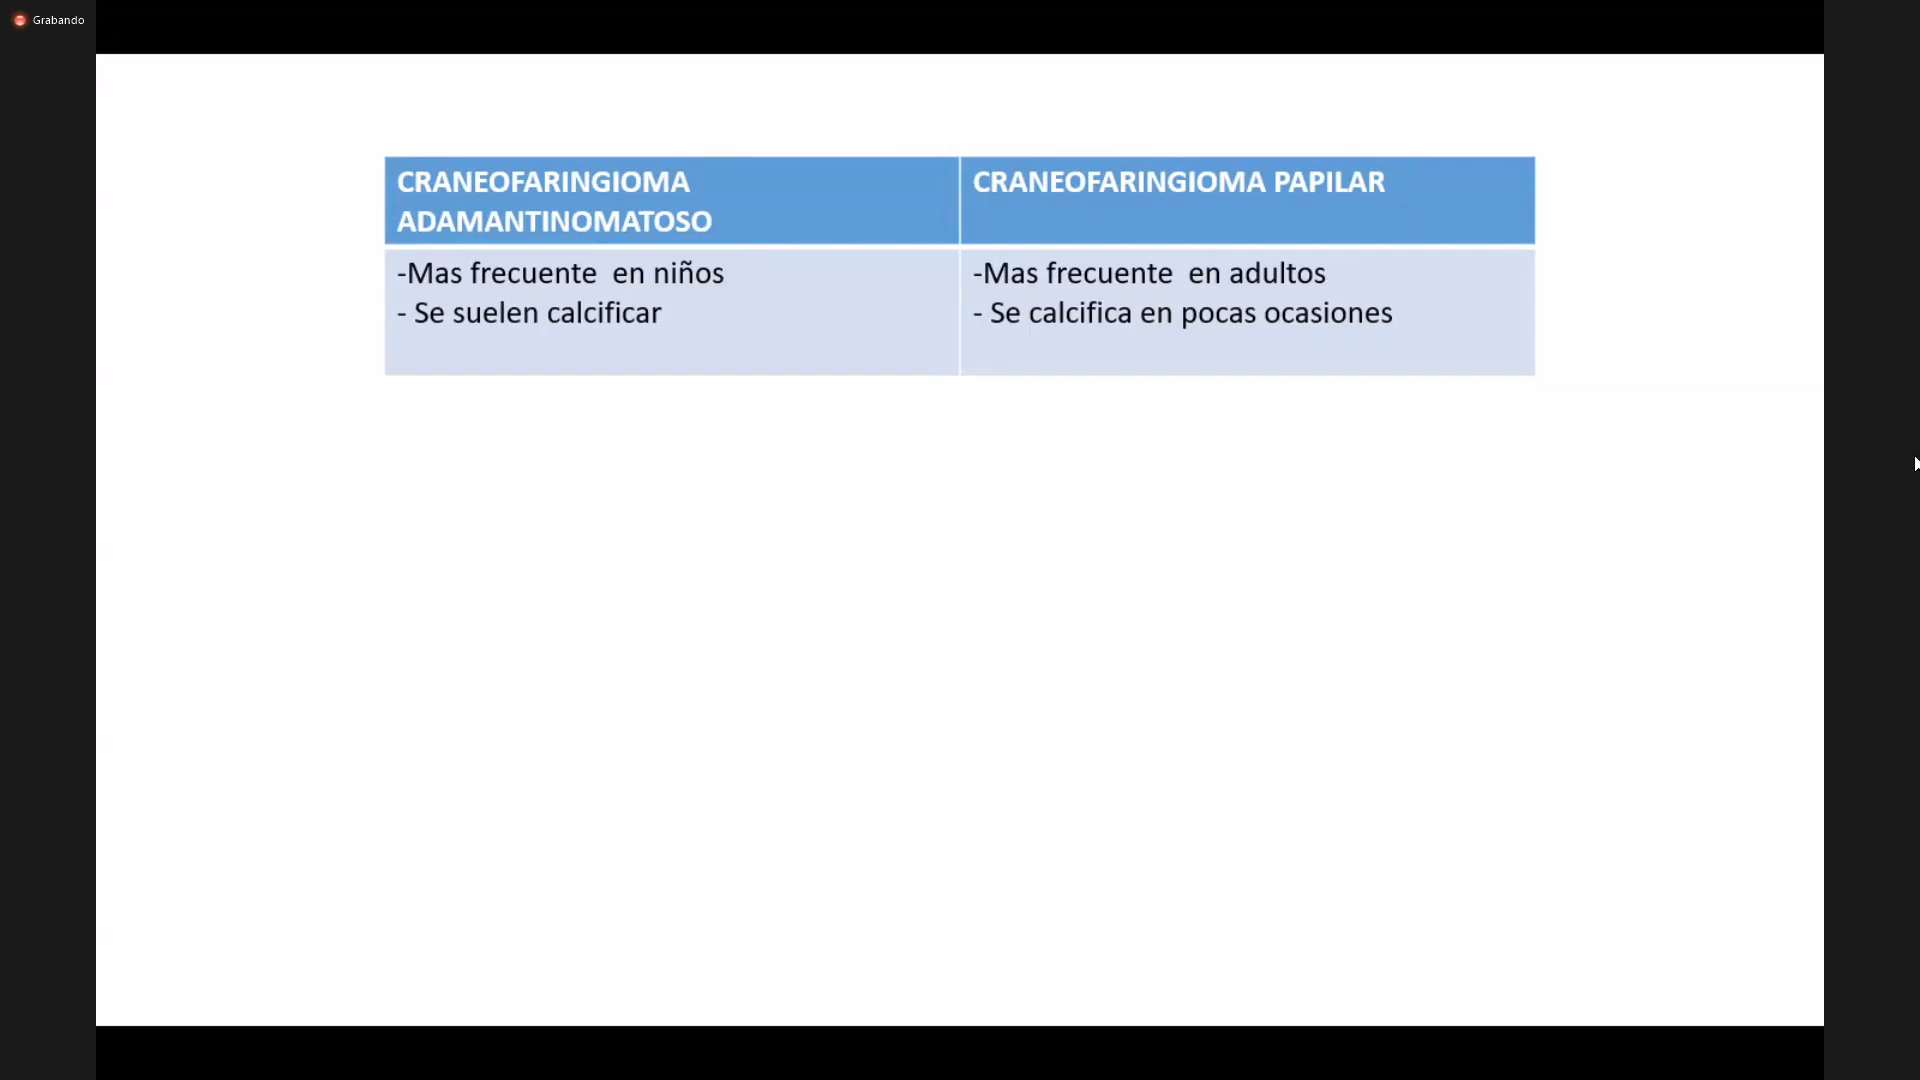 Grabando
CRANEOFARINGIOMA
ADAMANTINOMATOSO
CRANEOFARINGIOMA PAPILAR
-Mas frecuente  en niños
- Se suelen calcificar
-Mas frecuente  en adultos
- Se calcifica en pocas ocasiones